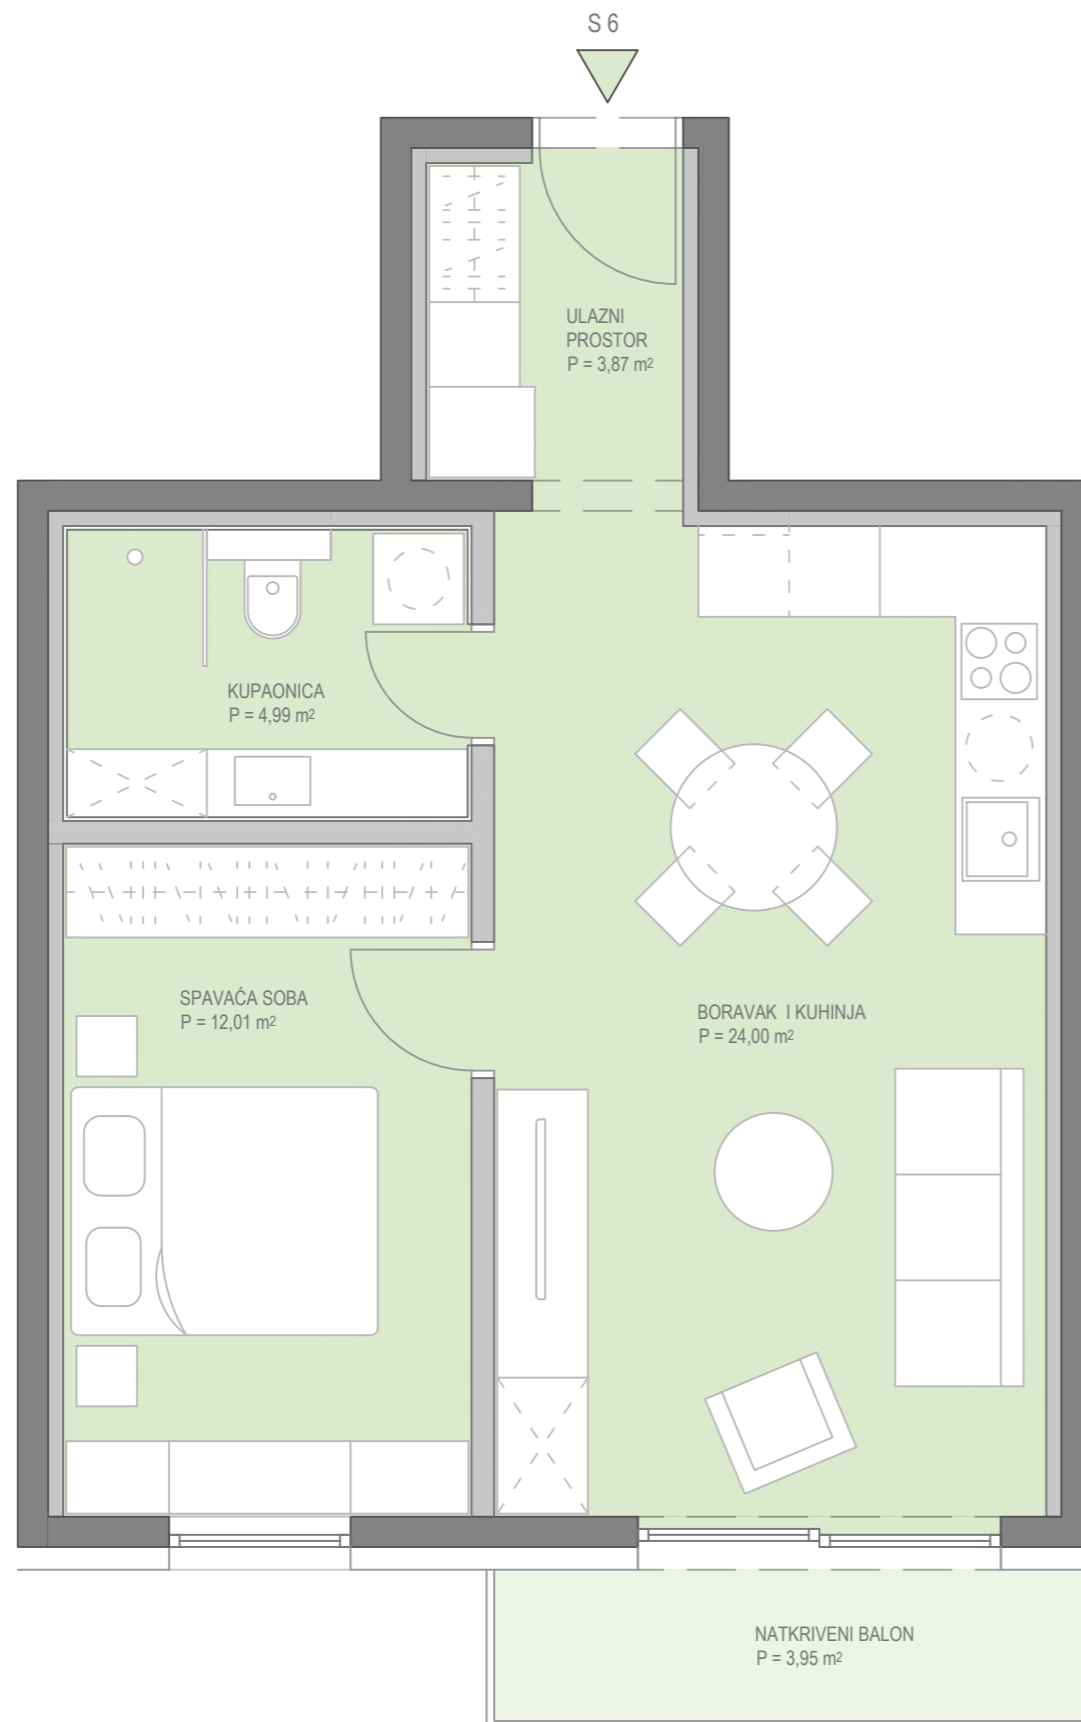 S 6
ULAZNI
PROSTOR
P = 3,87 m²
KUPAONICA
P = 4,99 m²
SPAVAĆA SOBA
P = 12,01 m²
BORAVAK I KUHINJA
P = 24,00 m²
NATKRIVENI BALON
P = 3,95 m²